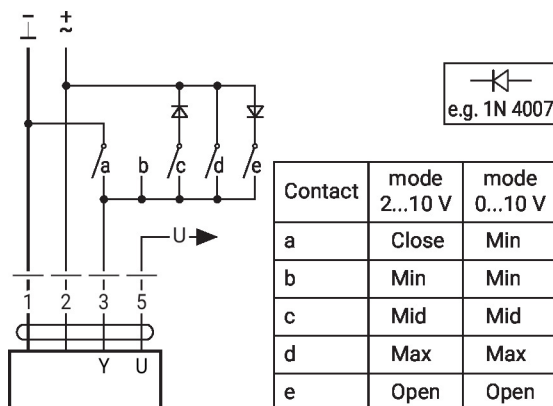 – +
⊥ ~
a b c d e
U
1 2 3 5
Y U
e.g. 1N 4007
Contact mode 2...10 V mode 0...10 V
a Close Min
b Min Min
c Mid Mid
d Max Max
e Open Open